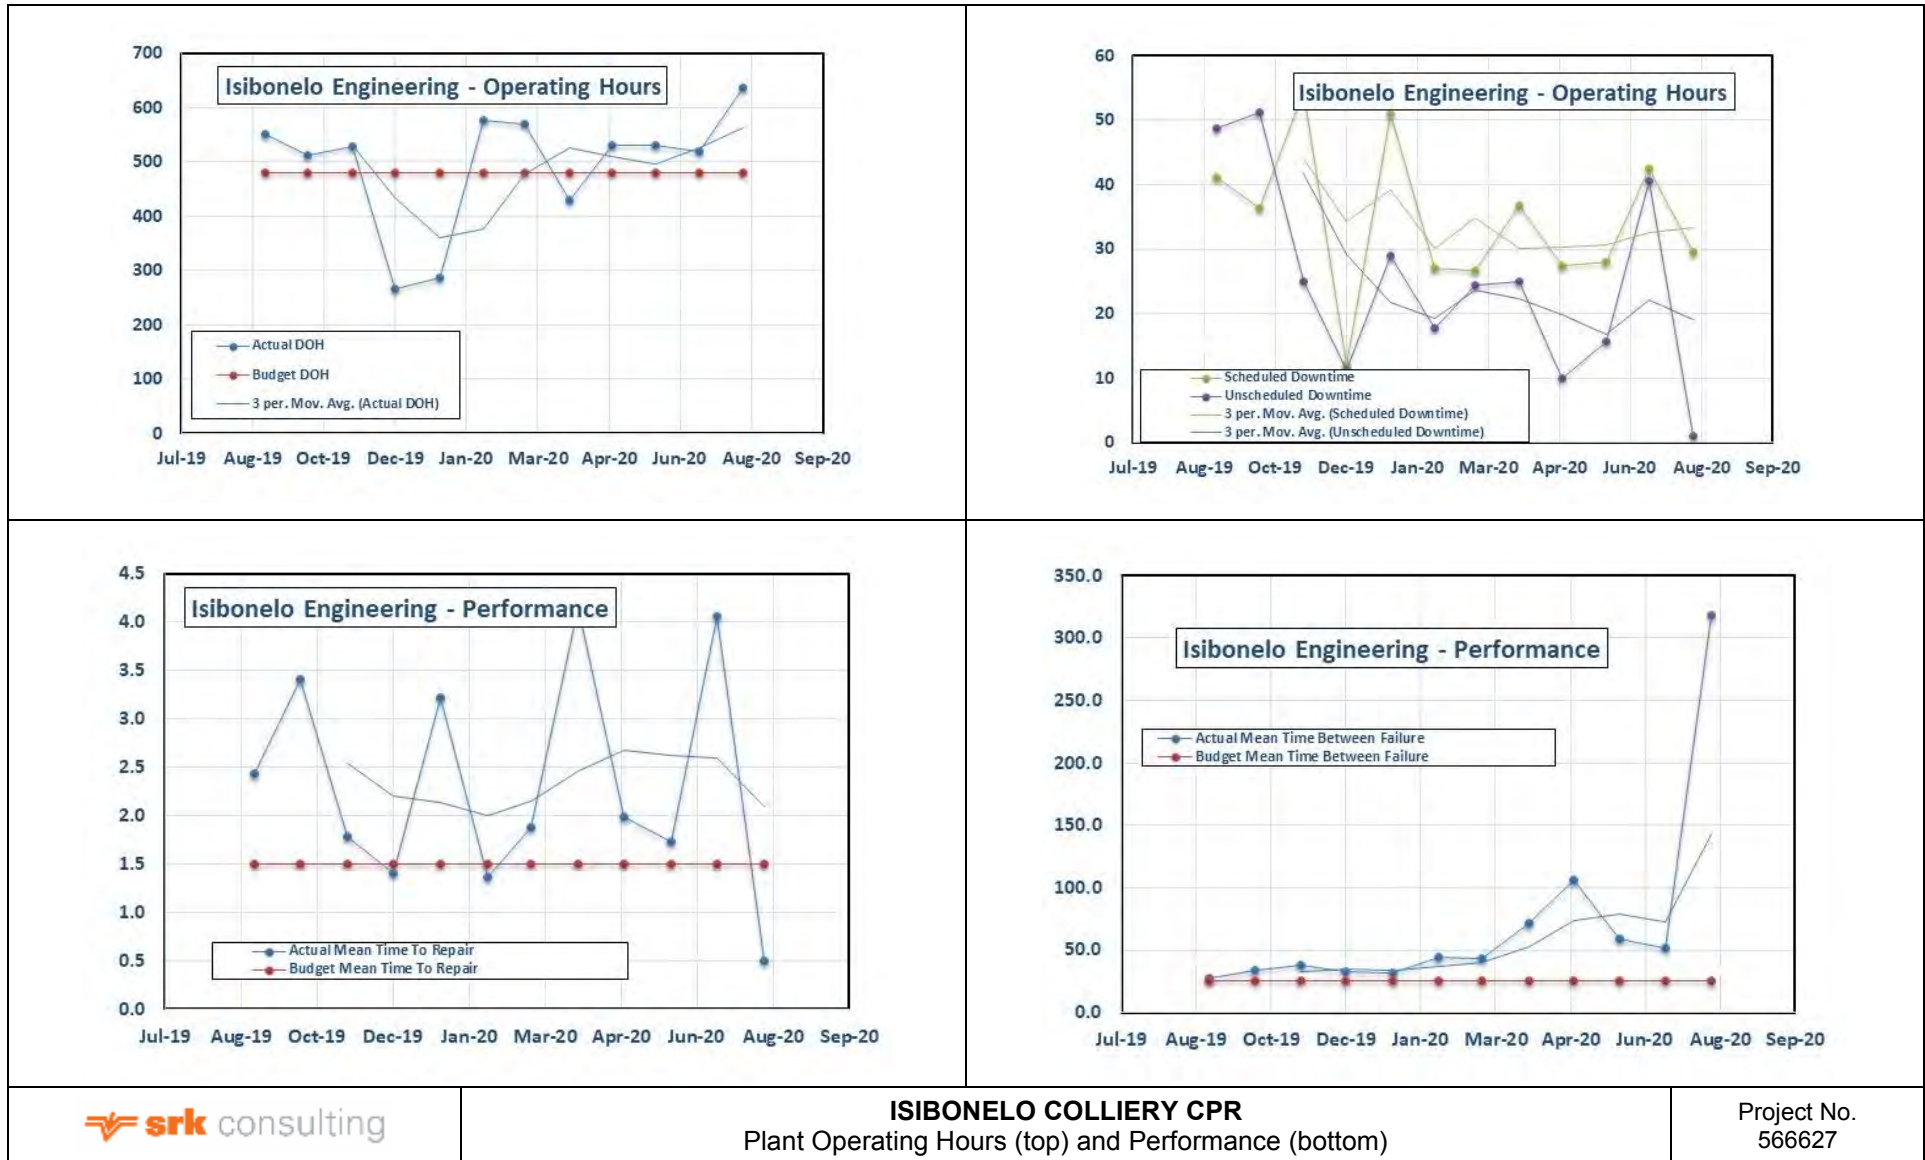 Isibonelo Engineering - Operating Hours
700
600
500
400
300
200
100
0
Actual DOH
Budget DOH
3 per. Mov. Avg. (Actual DOH)
Jul-19 Aug-19 Oct-19 Dec-19 Jan-20 Mar-20 Apr-20 Jun-20 Aug-20 Sep-20
Isibonelo Engineering - Operating Hours
60
50
40
30
20
10
0
Scheduled Downtime
Unscheduled Downtime
3 per. Mov. Avg. (Scheduled Downtime)
3 per. Mov. Avg. (Unscheduled Downtime)
Jul-19 Aug-19 Oct-19 Dec-19 Jan-20 Mar-20 Apr-20 Jun-20 Aug-20 Sep-20
Isibonelo Engineering - Performance
4.5
4.0
3.5
3.0
2.5
2.0
1.5
1.0
0.5
0.0
Actual Mean Time To Repair
Budget Mean Time To Repair
Jul-19 Aug-19 Oct-19 Dec-19 Jan-20 Mar-20 Apr-20 Jun-20 Aug-20 Sep-20
Isibonelo Engineering - Performance
350.0
300.0
250.0
200.0
150.0
100.0
50.0
0.0
Actual Mean Time Between Failure
Budget Mean Time Between Failure
Jul-19 Aug-19 Oct-19 Dec-19 Jan-20 Mar-20 Apr-20 Jun-20 Aug-20 Sep-20
srk consulting
ISIBONELO COLLIERY CPR
Plant Operating Hours (top) and Performance (bottom)
Project No.
566627